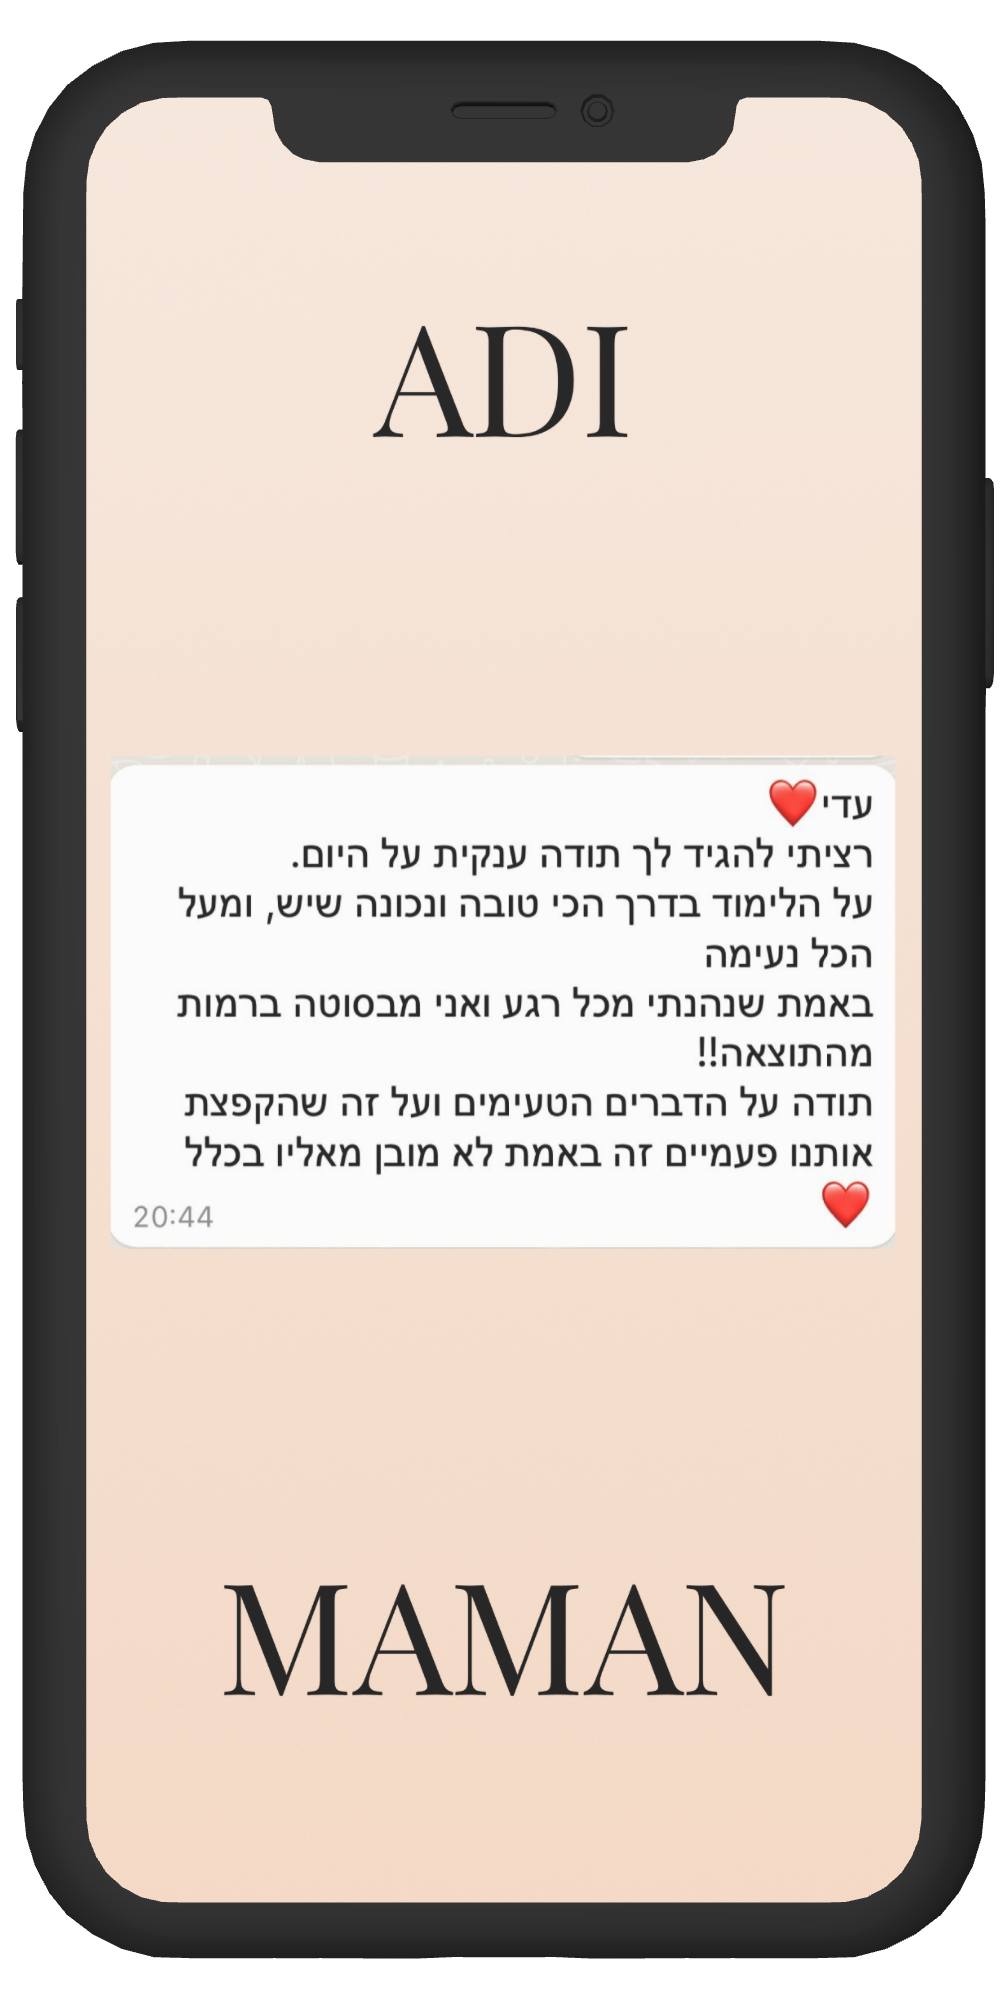 ADI
עדי❤️
רציתי להגיד לך תודה ענקית על היום.
על הלימוד בדרך הכי טובה ונכונה שיש, ומעל
הכל נעימה
באמת שנהנתי מכל רגע ואני מבסוטה ברמות
מהתוצאה!!
תודה על הדברים הטעימים ועל זה שהקפצת
אותנו פעמיים זה באמת לא מובן מאליו בכלל
❤️
20:44
MAMAN